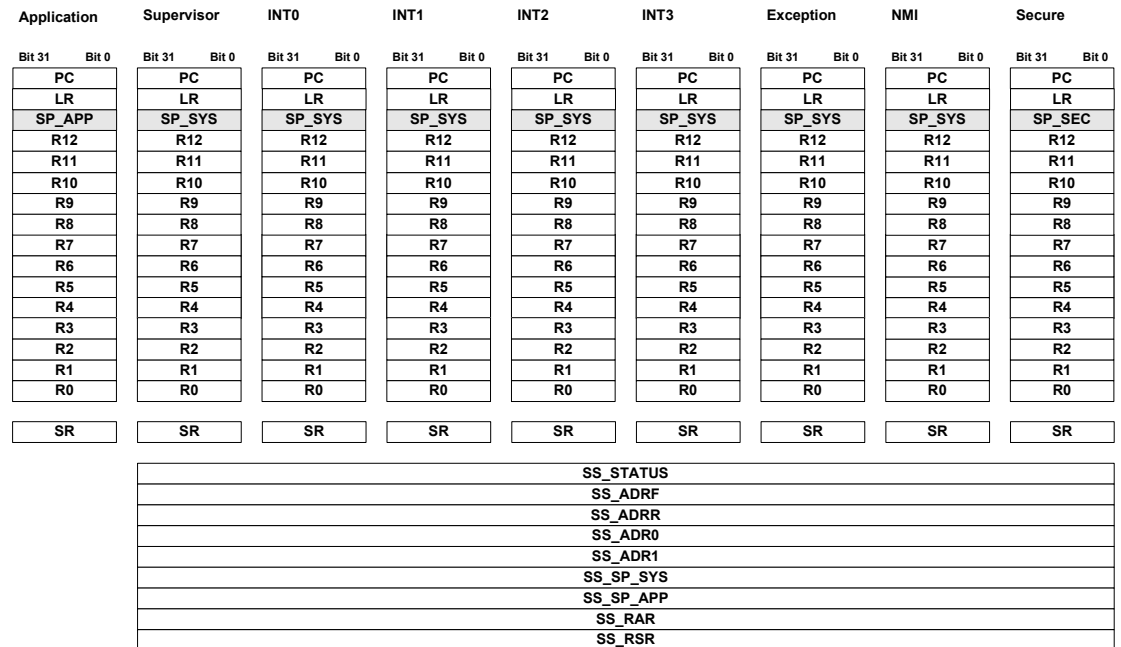 Application Supervisor INT0 INT1 INT2 INT3 Exception NMI Secure
Bit 31 Bit 0 Bit 31 Bit 0 Bit 31 Bit 0 Bit 31 Bit 0 Bit 31 Bit 0 Bit 31 Bit 0 Bit 31 Bit 0 Bit 31 Bit 0 Bit 31 Bit 0
PC PC PC PC PC PC PC PC PC
LR LR LR LR LR LR LR LR LR
SP_APP SP_SYS SP_SYS SP_SYS SP_SYS SP_SYS SP_SYS SP_SYS SP_SEC
R12 R12 R12 R12 R12 R12 R12 R12 R12
R11 R11 R11 R11 R11 R11 R11 R11 R11
R10 R10 R10 R10 R10 R10 R10 R10 R10
R9 R9 R9 R9 R9 R9 R9 R9 R9
R8 R8 R8 R8 R8 R8 R8 R8 R8
R7 R7 R7 R7 R7 R7 R7 R7 R7
R6 R6 R6 R6 R6 R6 R6 R6 R6
R5 R5 R5 R5 R5 R5 R5 R5 R5
R4 R4 R4 R4 R4 R4 R4 R4 R4
R3 R3 R3 R3 R3 R3 R3 R3 R3
R2 R2 R2 R2 R2 R2 R2 R2 R2
R1 R1 R1 R1 R1 R1 R1 R1 R1
R0 R0 R0 R0 R0 R0 R0 R0 R0
SR SR SR SR SR SR SR SR SR
SS_STATUS
SS_ADRF
SS_ADRR
SS_ADR0
SS_ADR1
SS_SP_SYS
SS_SP_APP
SS_RAR
SS_RSR